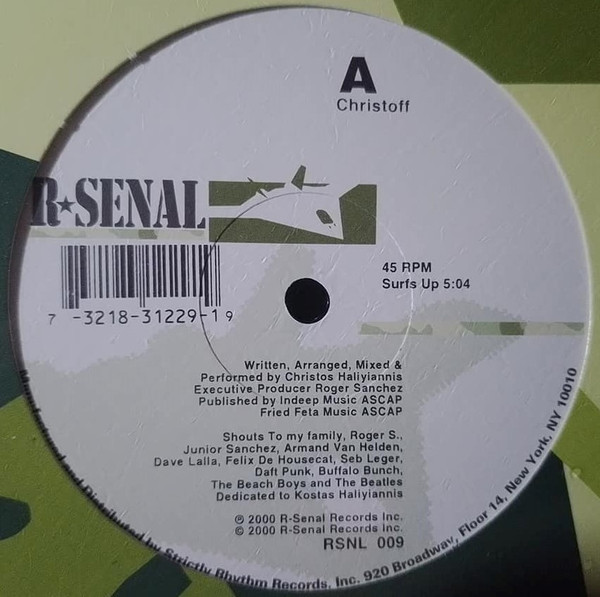 A
Christoff
R★SENAL
7 -3218-31229-1 9
45 RPM
Surfs Up 5:04
Written, Arranged, Mixed &
Performed by Christos Haliyiannis
Executive Producer Roger Sanchez
Published by Indeep Music ASCAP
Fried Feta Music ASCAP
Shouts To my family, Roger S.,
Junior Sanchez, Armand Van Helden,
Dave Lalla, Felix De Housecat, Seb Leger,
Daft Punk, Buffalo Bunch,
The Beach Boys and The Beatles
Dedicated to Kostas Haliyiannis
℗ 2000 R-Senal Records Inc.
© 2000 R-Senal Records Inc.
RSNL 009
Manufactured and Distributed by Strictly Rhythm Records, Inc. 920 Broadway, Floor 14, New York, NY 10010